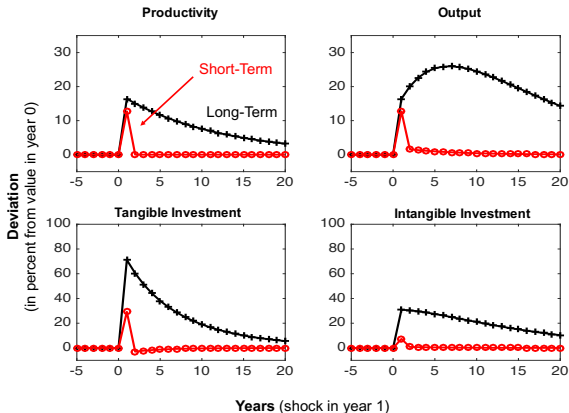 Productivity
Output
30
20
10
0
Short-Term
Long-Term
-5 0 5 10 15 20
30
20
10
0
-5 0 5 10 15 20
Deviation
(in percent from value in year 0)
Tangible Investment
Intangible Investment
100
80
60
40
20
0
-5 0 5 10 15 20
100
80
60
40
20
0
-5 0 5 10 15 20
Years (shock in year 1)